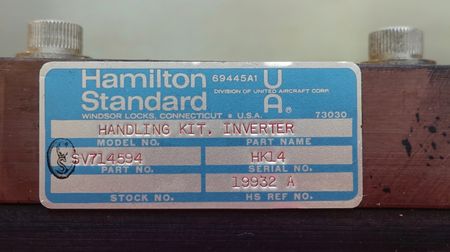 Hamilton 69445A1 U
Standard DIVISION OF UNITED AIRCRAFT CORP. A®
WINDSOR LOCKS, CONNECTICUT ★ U.S.A. 73030
HANDLING KIT, INVERTER
MODEL NO. PART NAME
SV714594 HK14
PART NO. SERIAL NO.
19932 A
STOCK NO. HS REF NO.